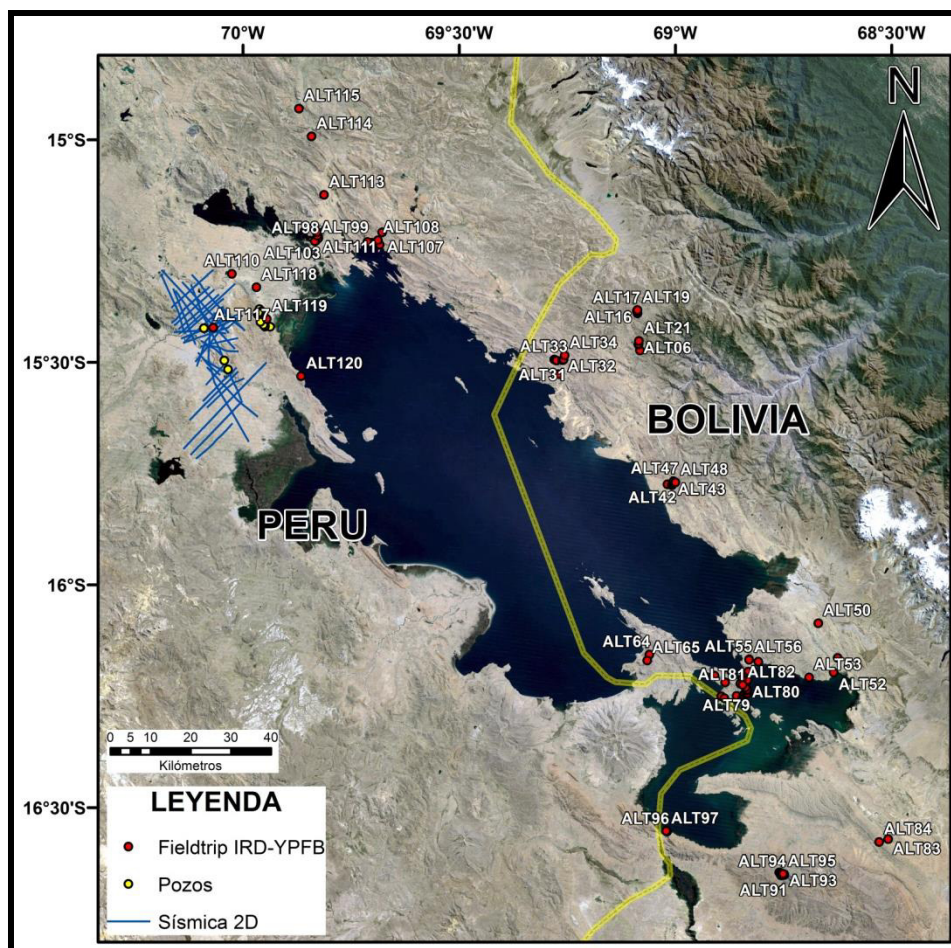 70°W 69°30'W 69°W 68°30'W
N
ALT115
15°S
ALT114
ALT113
ALT98 ALT99 ALT108
ALT103 ALT111 ALT107
ALT110
ALT118
ALT17 ALT19
ALT16
ALT119
ALT117
ALT21
ALT33 ALT34 ALT06
15°30'S
ALT31 ALT32
ALT120
BOLIVIA
ALT47 ALT48
ALT42 ALT43
PERU
16°S
ALT50
ALT64 ALT65 ALT55 ALT56
ALT81 ALT82 ALT53
ALT80 ALT52
ALT79
0 5 10 20 30 40
Kilómetros
16°30'S
LEYENDA
Fieldtrip IRD-YPFB
Pozos
Sísmica 2D
ALT96 ALT97
ALT84
ALT83
ALT94 ALT95
ALT91 ALT93